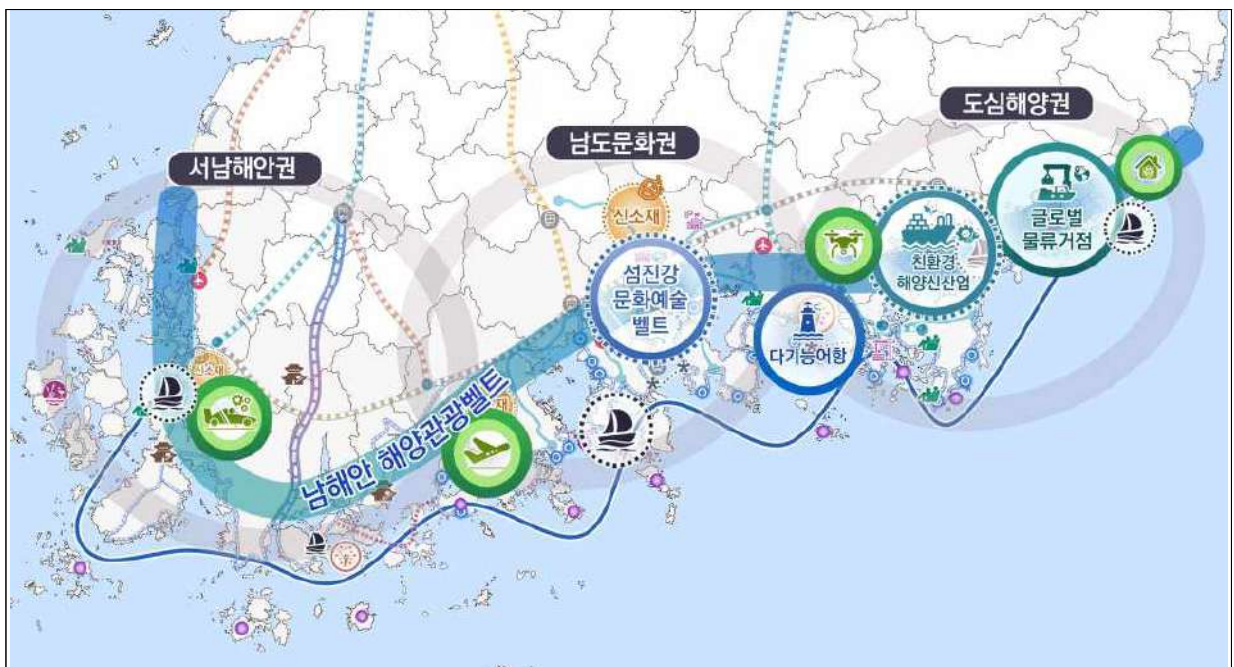 도심해양권
남도문화권
서남해안권
글로벌
물류거점
신소재
친환경
해양신산업
섬진강
문화예술
벨트
다기능어항
신소재
남해안 해양관광벨트
재